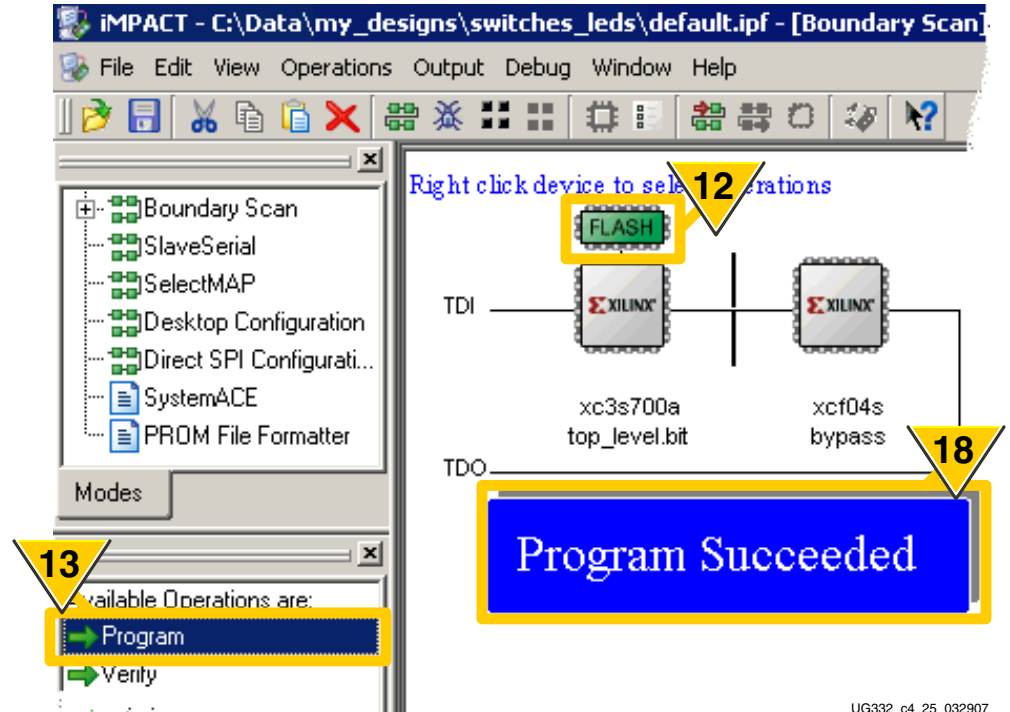 iMPACT - C:\Data\my_designs\switches_leds\default.ipf - [Boundary Scan]
File Edit View Operations Output Debug Window Help
Right click device to sele erations
12
FLASH
Boundary Scan
SlaveSerial
SelectMAP
Desktop Configuration
Direct SPI Configurati...
SystemACE
PROM File Formatter
Modes
TDI
XILINX
XILINX
xc3s700a
top_level.bit
xcf04s
bypass
TDO
18
Program Succeeded
13
vailable Operations are:
Program
Verify
UG332_c4_25_032907